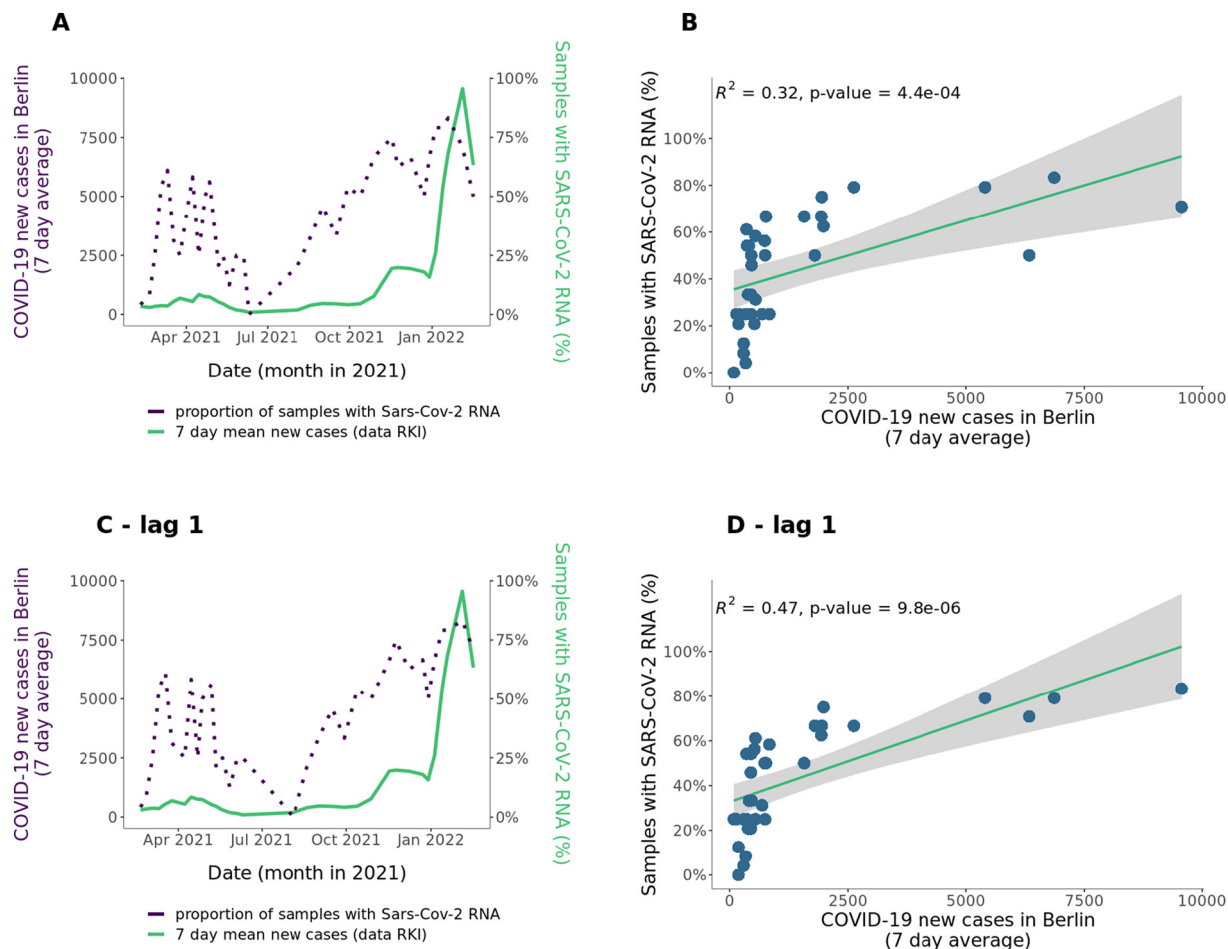 A
COVID-19 new cases in Berlin
(7 day average)
10000
7500
5000
2500
0
100%
75%
50%
25%
0%
Samples with SARS-CoV-2 RNA (%)
Apr 2021 Jul 2021 Oct 2021 Jan 2022
Date (month in 2021)
proportion of samples with Sars-Cov-2 RNA
7 day mean new cases (data RKI)
B
R² = 0.32, p-value = 4.4e-04
Samples with SARS-CoV-2 RNA (%)
100%
80%
60%
40%
20%
0%
0 2500 5000 7500 10000
COVID-19 new cases in Berlin
(7 day average)
C - lag 1
COVID-19 new cases in Berlin
(7 day average)
10000
7500
5000
2500
0
100%
75%
50%
25%
0%
Samples with SARS-CoV-2 RNA (%)
Apr 2021 Jul 2021 Oct 2021 Jan 2022
Date (month in 2021)
proportion of samples with Sars-Cov-2 RNA
7 day mean new cases (data RKI)
D - lag 1
R² = 0.47, p-value = 9.8e-06
Samples with SARS-CoV-2 RNA (%)
100%
80%
60%
40%
20%
0%
0 2500 5000 7500 10000
COVID-19 new cases in Berlin
(7 day average)